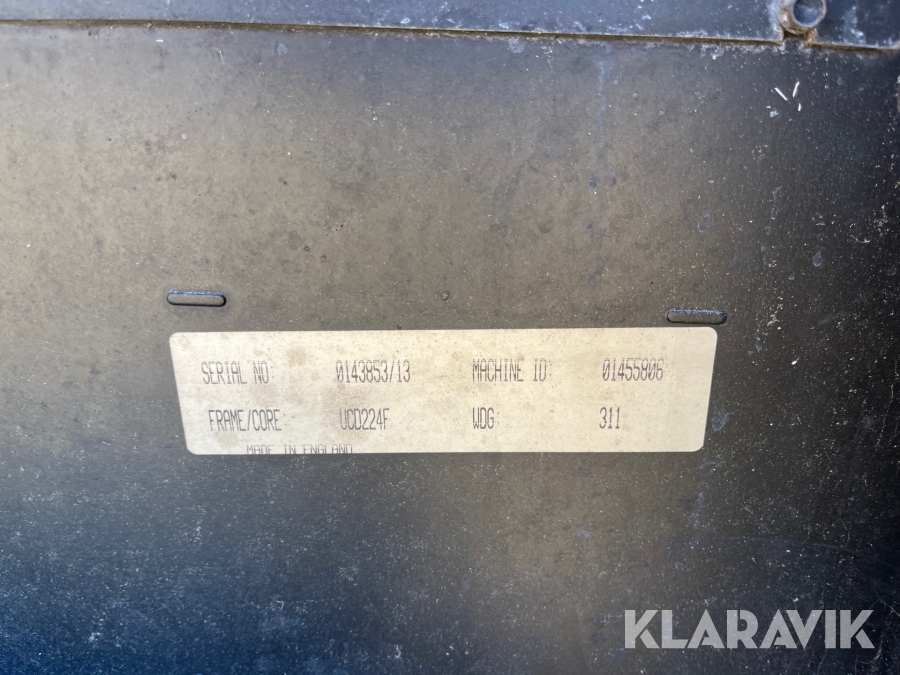 SERIAL NO: 0143853/13 MACHINE ID: 01455806
FRAME/CORE: UCD224F WDG: 311
MADE IN ENGLAND
KLARAVIK